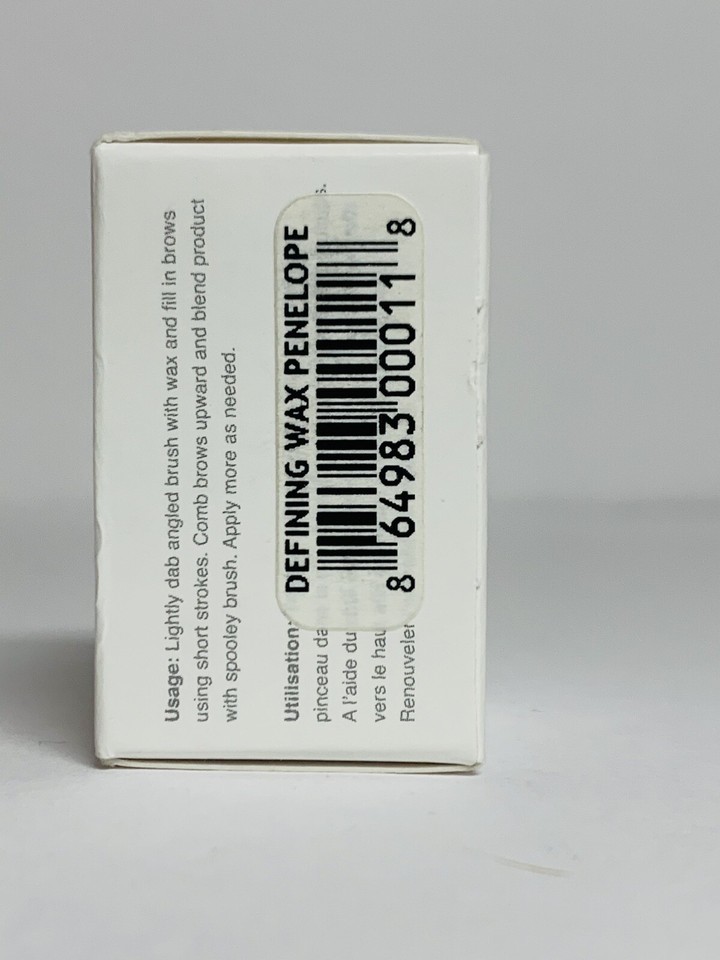 Usage: Lightly dab angled brush with wax and fill in brows
using short strokes. Comb brows upward and blend product
with spooley brush. Apply more as needed.
Utilisation:
pinceau da
A l'aide du
vers le hau
Renouveler
DEFINING WAX PENELOPE
8 64983 00011 8